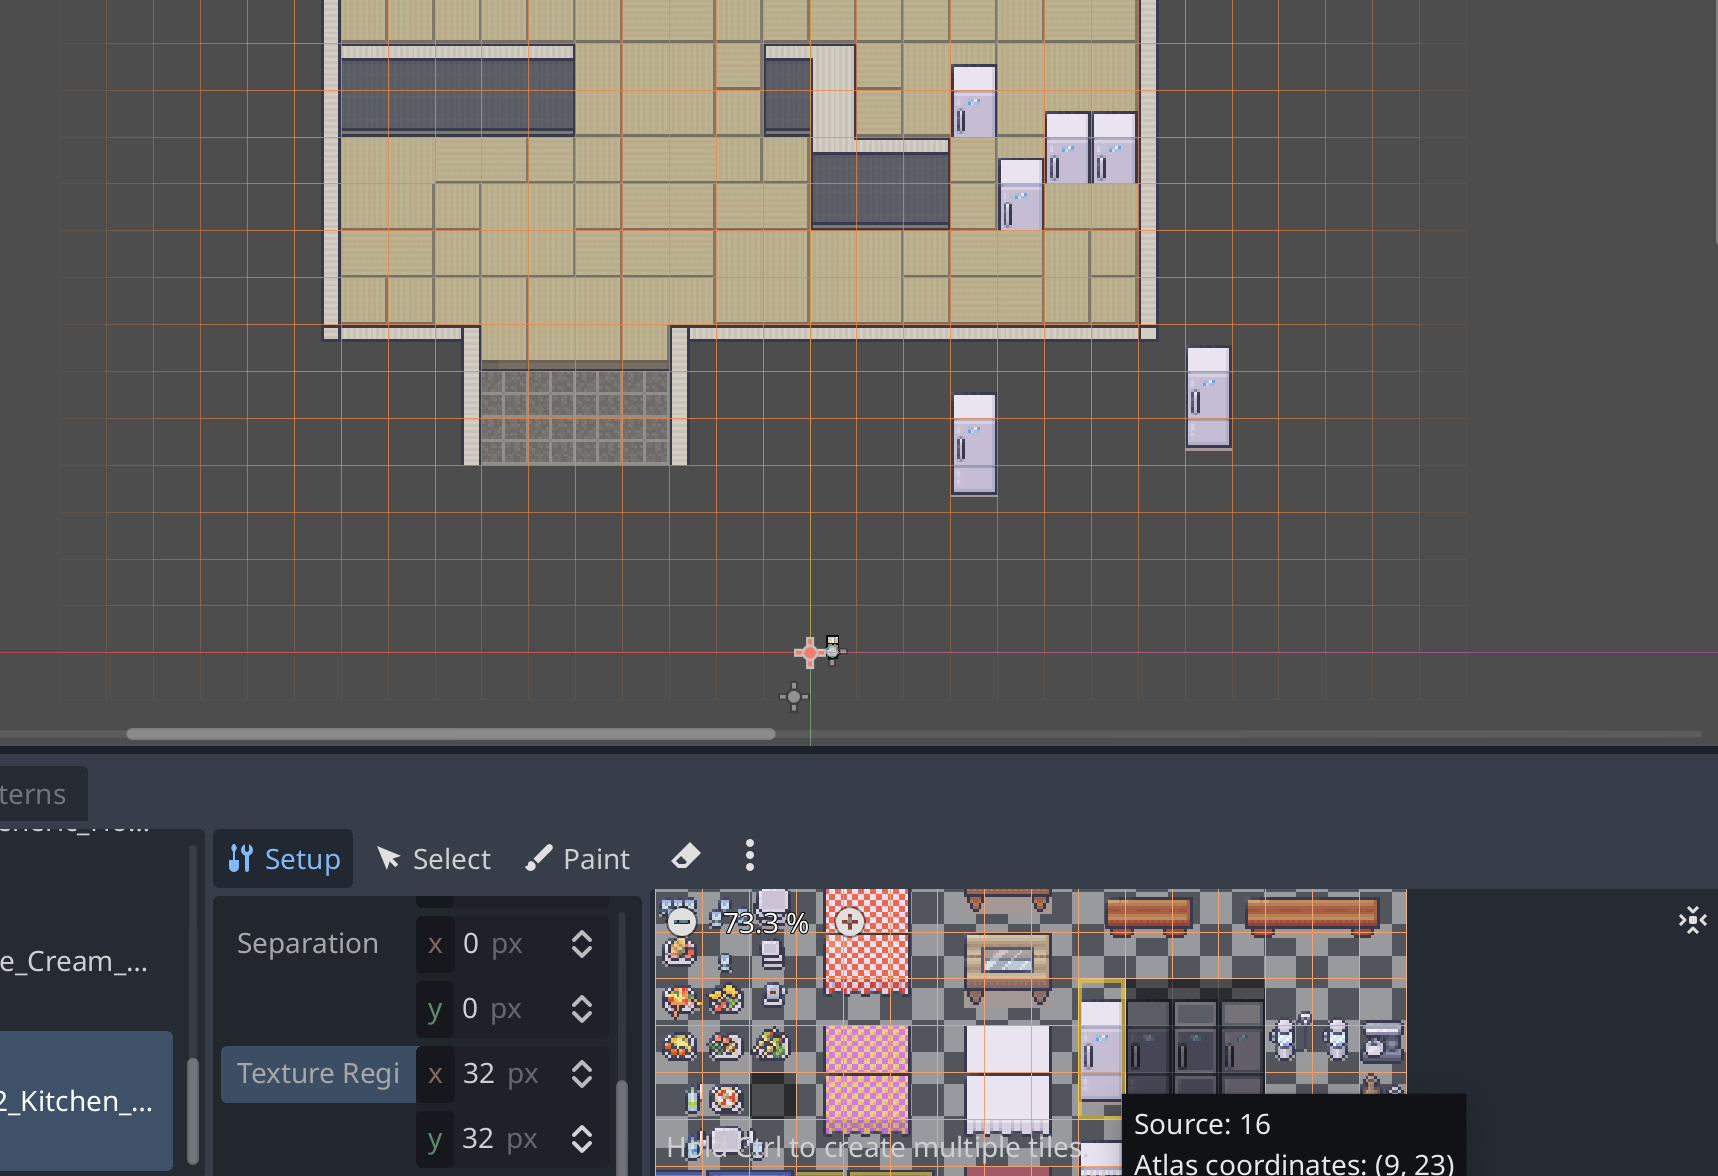 terns
Setup
Select
Paint
73.3 %
Separation
x 0 px
y 0 px
e_Cream_...
Texture Regi
x 32 px
2_Kitchen_...
y 32 px
Hold Ctrl to create multiple tiles.
Source: 16
Atlas coordinates: (9, 23)